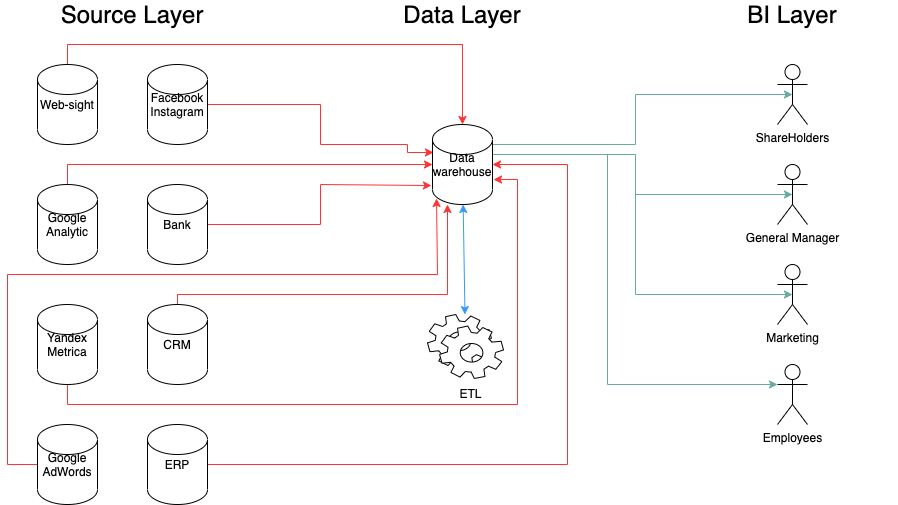 Source Layer
Data Layer
BI Layer
Web-sight
Facebook
Instagram
Data
warehouse
ShareHolders
Google
Analytic
Bank
General Manager
Yandex
Metrica
CRM
Marketing
ETL
Google
AdWords
ERP
Employees